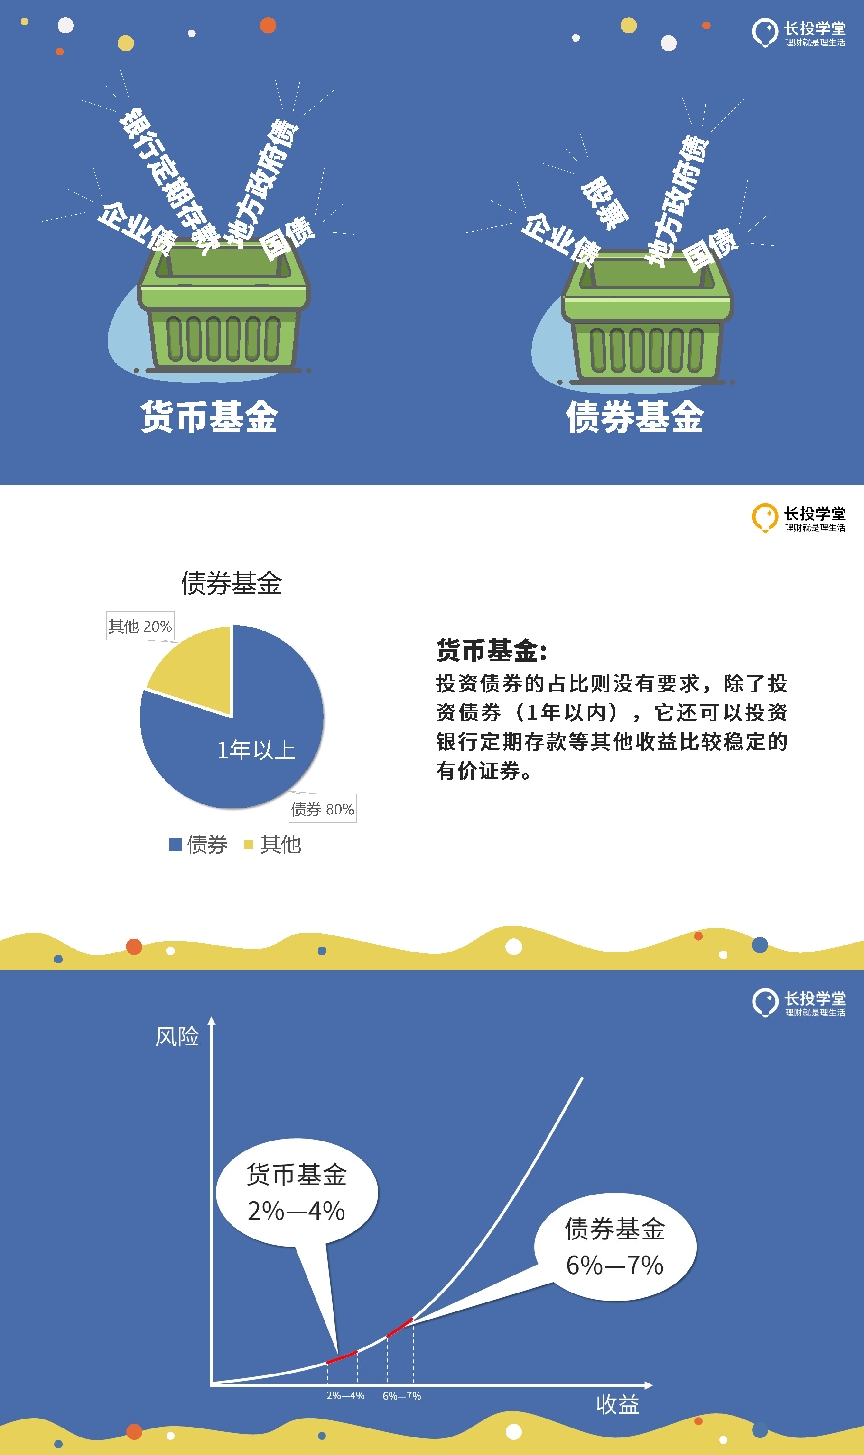 长投学堂
理财就是理生活
银行定期存款
地方政府债
企业债
国债
货币基金
股票
地方政府债
企业债
国债
债券基金
长投学堂
理财就是理生活
债券基金
其他 20%
1年以上
债券 80%
债券 其他
货币基金:
投资债券的占比则没有要求，除了投
资债券（1年以内），它还可以投资
银行定期存款等其他收益比较稳定的
有价证券。
长投学堂
理财就是理生活
风险
货币基金
2%—4%
债券基金
6%—7%
2%—4% 6%—7%
收益